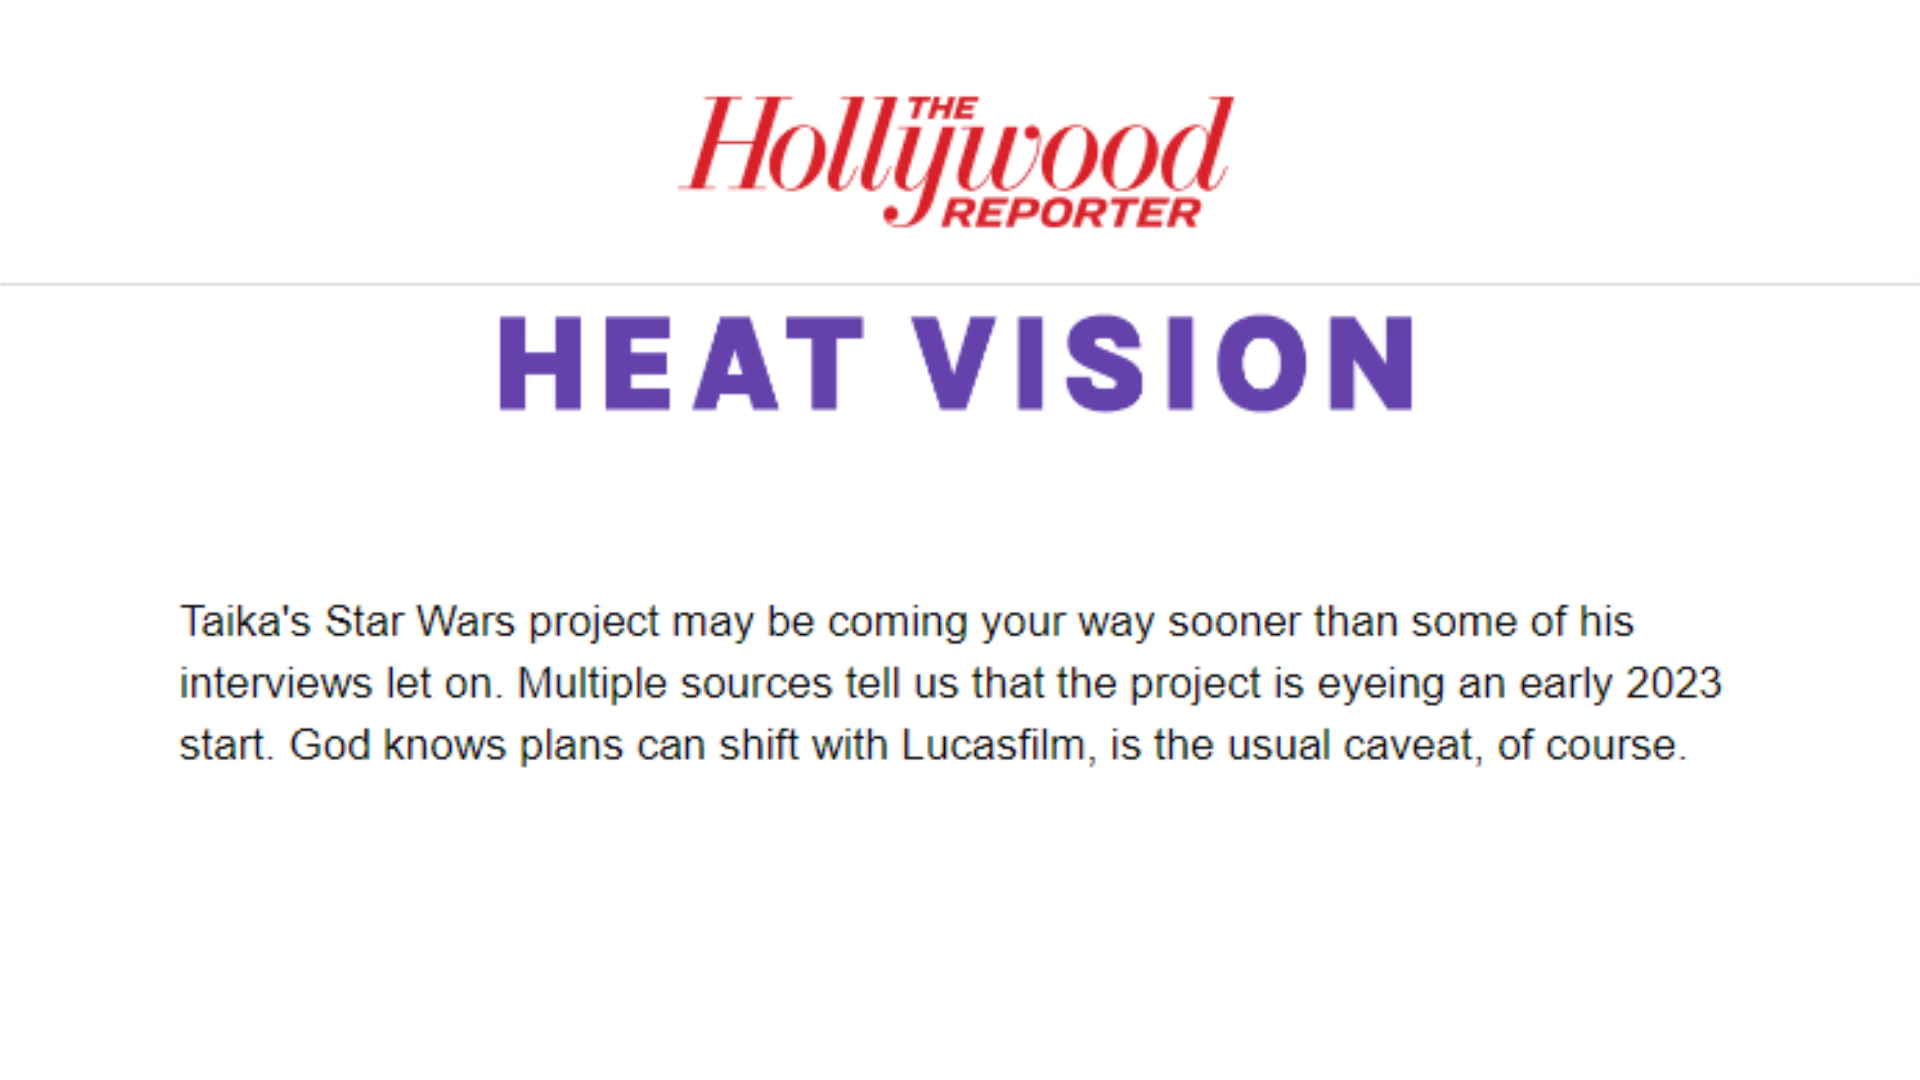 THE
Hollywood
REPORTER
HEAT VISION
Taika's Star Wars project may be coming your way sooner than some of his
interviews let on. Multiple sources tell us that the project is eyeing an early 2023
start. God knows plans can shift with Lucasfilm, is the usual caveat, of course.